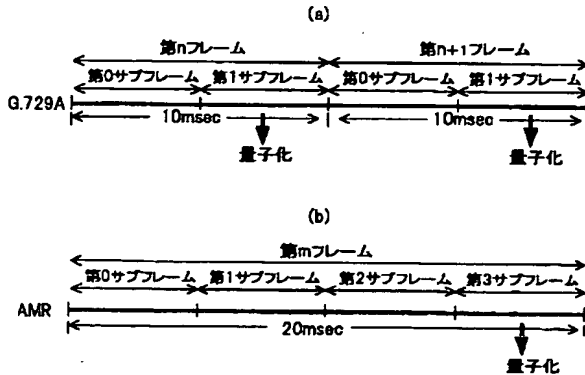 (a)
第nフレーム 第n+1フレーム
第0サブフレーム 第1サブフレーム 第0サブフレーム 第1サブフレーム
G.729A
10msec 10msec
量子化 量子化
(b)
第mフレーム
第0サブフレーム 第1サブフレーム 第2サブフレーム 第3サブフレーム
AMR
20msec
量子化